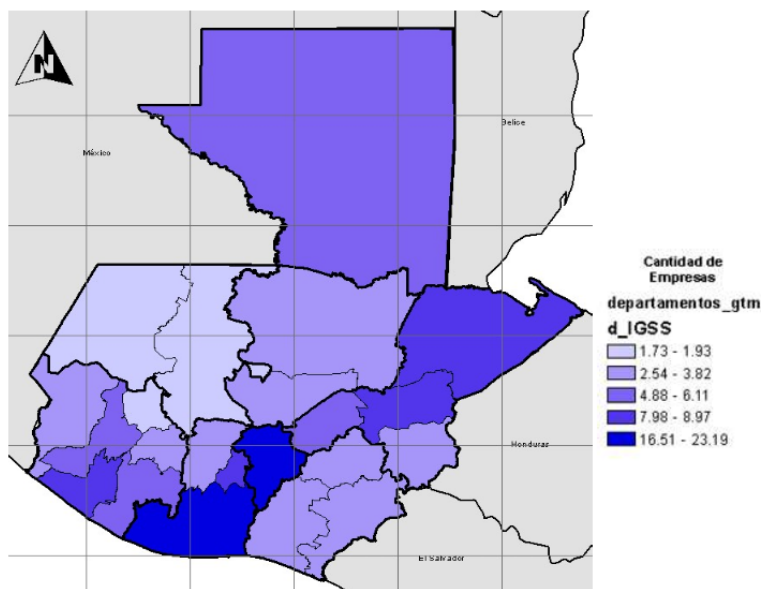 N
México
Belice
Honduras
El Salvador
Cantidad de
Empresas
departamentos_gtm
d_IGSS
1.73 - 1.93
2.54 - 3.82
4.88 - 6.11
7.98 - 8.97
16.51 - 23.19